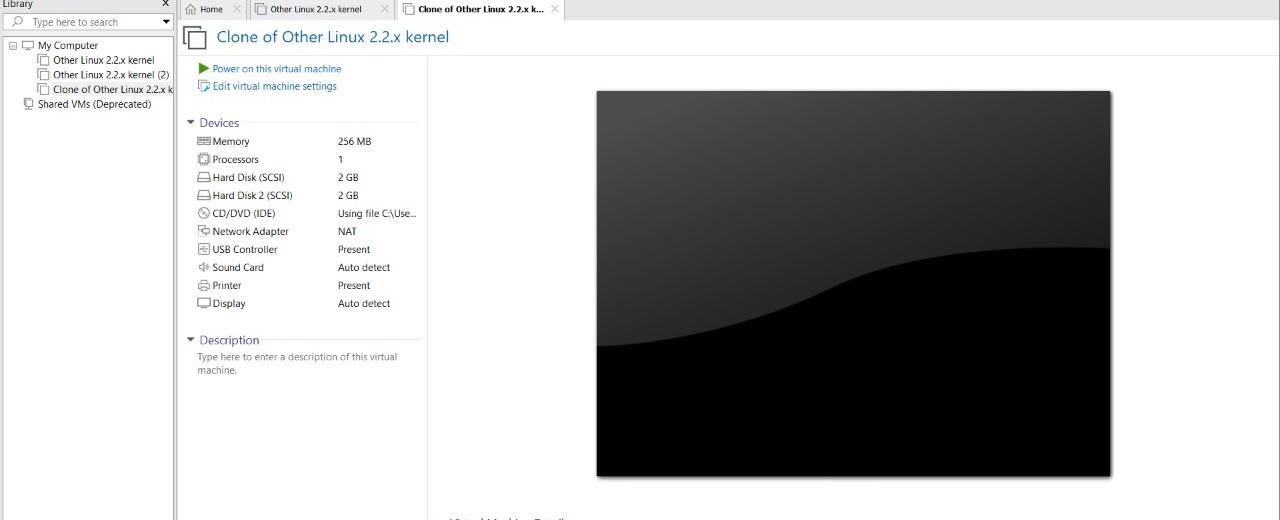 Library
Type here to search
My Computer
Other Linux 2.2.x kernel
Other Linux 2.2.x kernel (2)
Clone of Other Linux 2.2.x k
Shared VMs (Deprecated)
Home
Other Linux 2.2.x kernel
Clone of Other Linux 2.2.x k...
Clone of Other Linux 2.2.x kernel
Power on this virtual machine
Edit virtual machine settings
Devices
Memory 256 MB
Processors 1
Hard Disk (SCSI) 2 GB
Hard Disk 2 (SCSI) 2 GB
CD/DVD (IDE) Using file C:\Use...
Network Adapter NAT
USB Controller Present
Sound Card Auto detect
Printer Present
Display Auto detect
Description
Type here to enter a description of this virtual
machine.